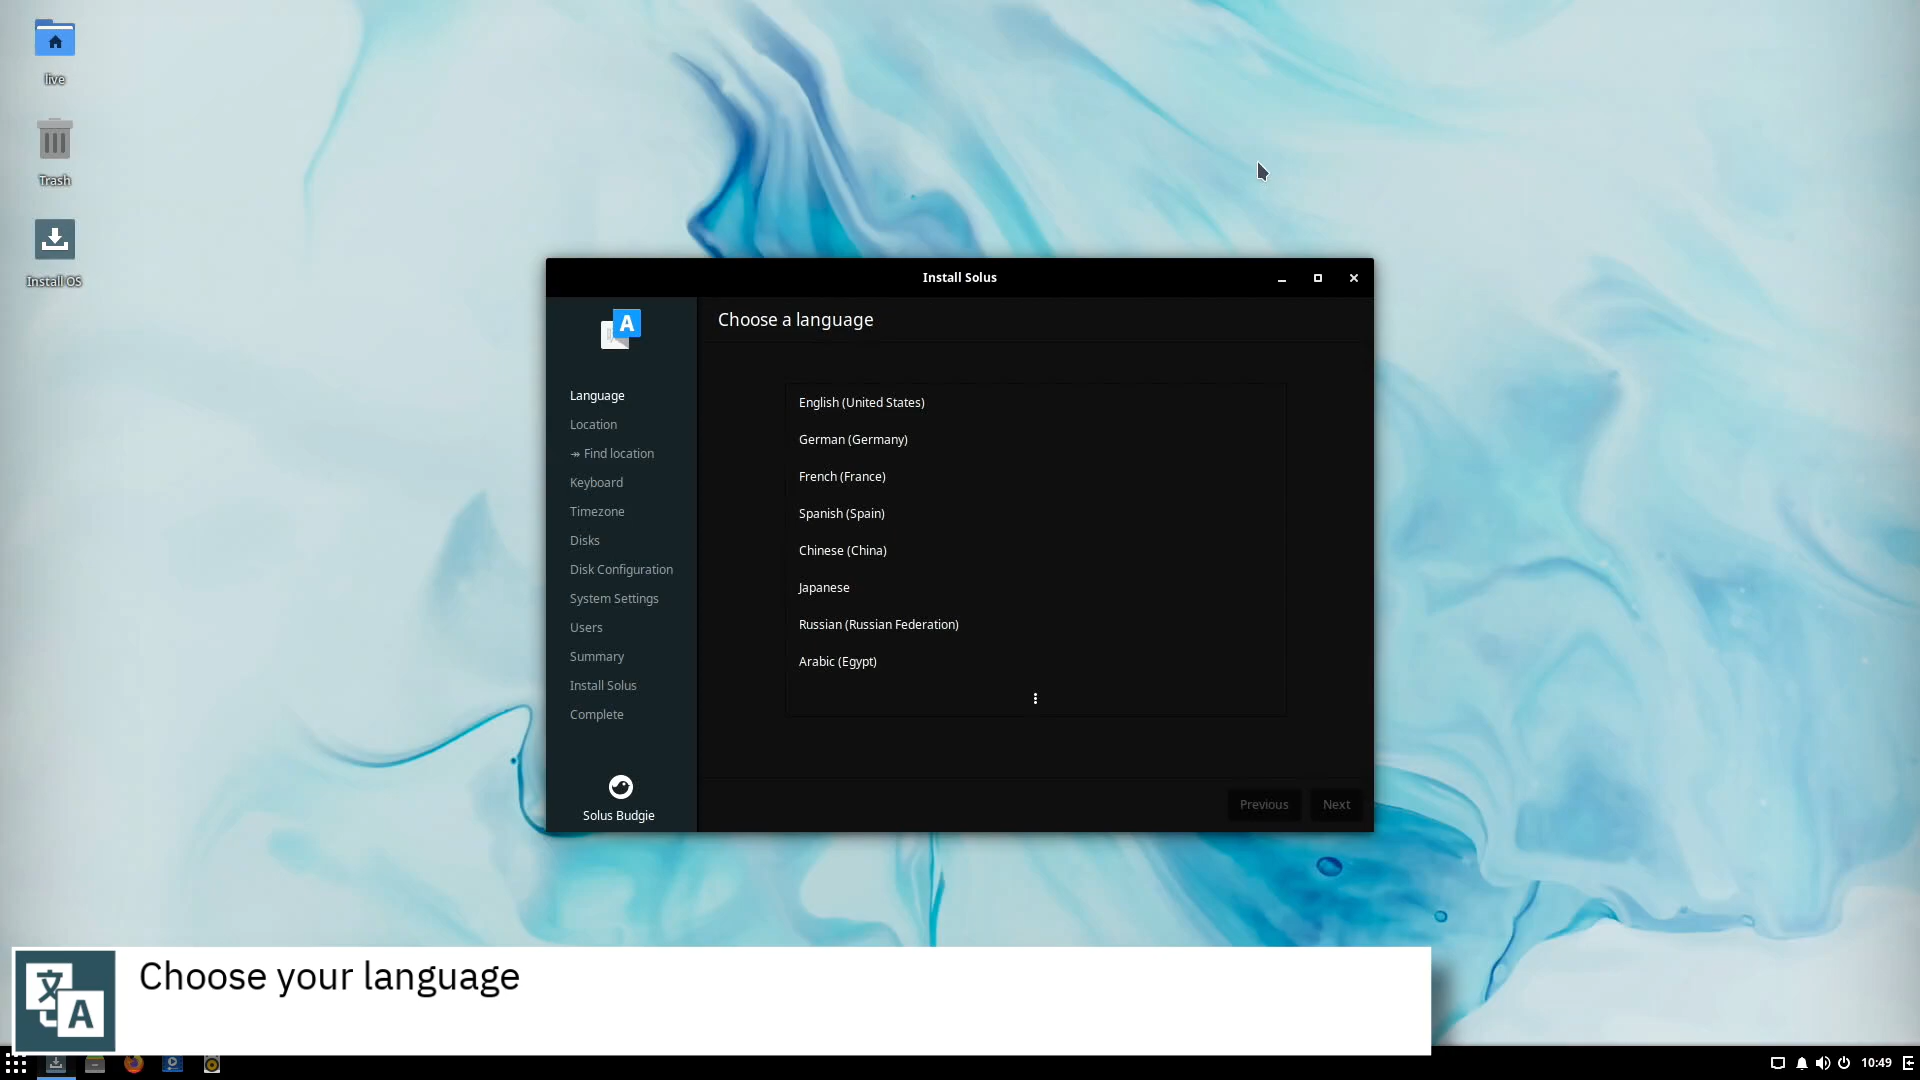 live
Trash
Install OS
Install Solus
A
Choose a language
Language
Location
↠ Find location
Keyboard
Timezone
Disks
Disk Configuration
System Settings
Users
Summary
Install Solus
Complete
Solus Budgie
English (United States)
German (Germany)
French (France)
Spanish (Spain)
Chinese (China)
Japanese
Russian (Russian Federation)
Arabic (Egypt)
Previous
Next
文 A
Choose your language
10:49